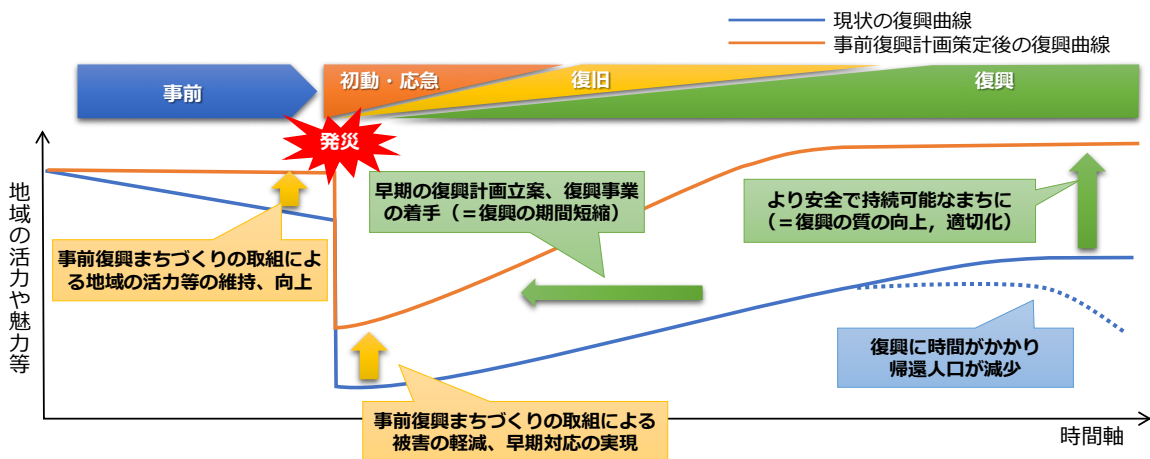 現状の復興曲線
事前復興計画策定後の復興曲線
事前
初動・応急
復旧
復興
発災
地域の活力や魅力等
早期の復興計画立案、復興事業
の着手（＝復興の期間短縮）
より安全で持続可能なまちに
（＝復興の質の向上，適切化）
事前復興まちづくりの取組によ
る地域の活力等の維持、向上
復興に時間がかかり
帰還人口が減少
事前復興まちづくりの取組による
被害の軽減、早期対応の実現
時間軸